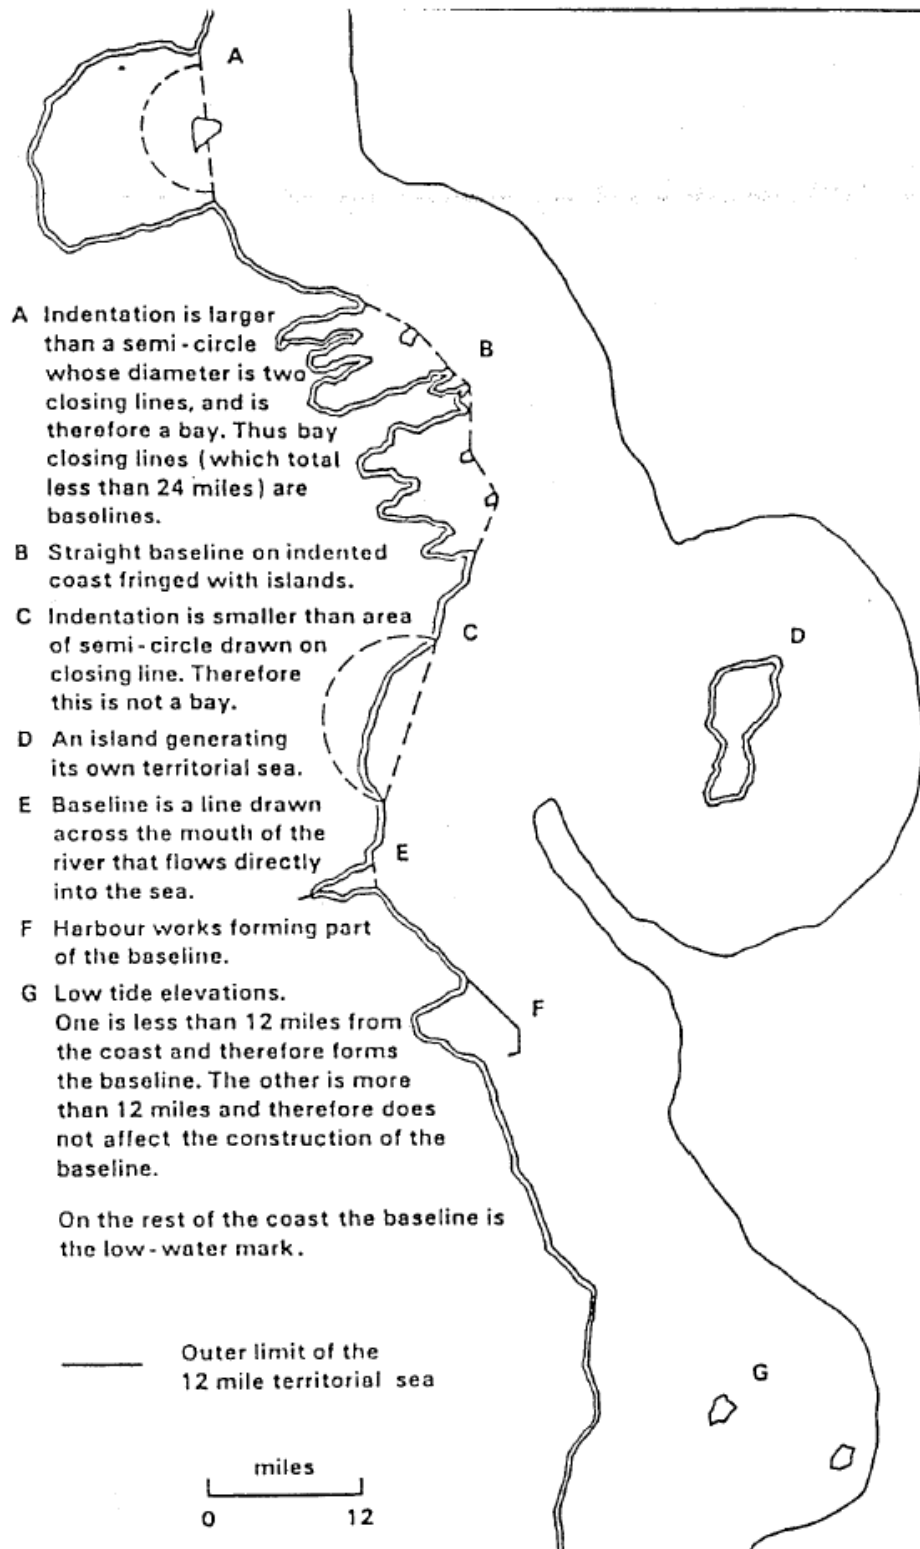 A
B
C
D
E
F
G
A Indentation is larger
than a semi-circle
whose diameter is two
closing lines, and is
therefore a bay. Thus bay
closing lines (which total
less than 24 miles) are
baselines.
B Straight baseline on indented
coast fringed with islands.
C Indentation is smaller than area
of semi-circle drawn on
closing line. Therefore
this is not a bay.
D An island generating
its own territorial sea.
E Baseline is a line drawn
across the mouth of the
river that flows directly
into the sea.
F Harbour works forming part
of the baseline.
G Low tide elevations.
One is less than 12 miles from
the coast and therefore forms
the baseline. The other is more
than 12 miles and therefore does
not affect the construction of the
baseline.
On the rest of the coast the baseline is
the low-water mark.
Outer limit of the
12 mile territorial sea
miles
0 12